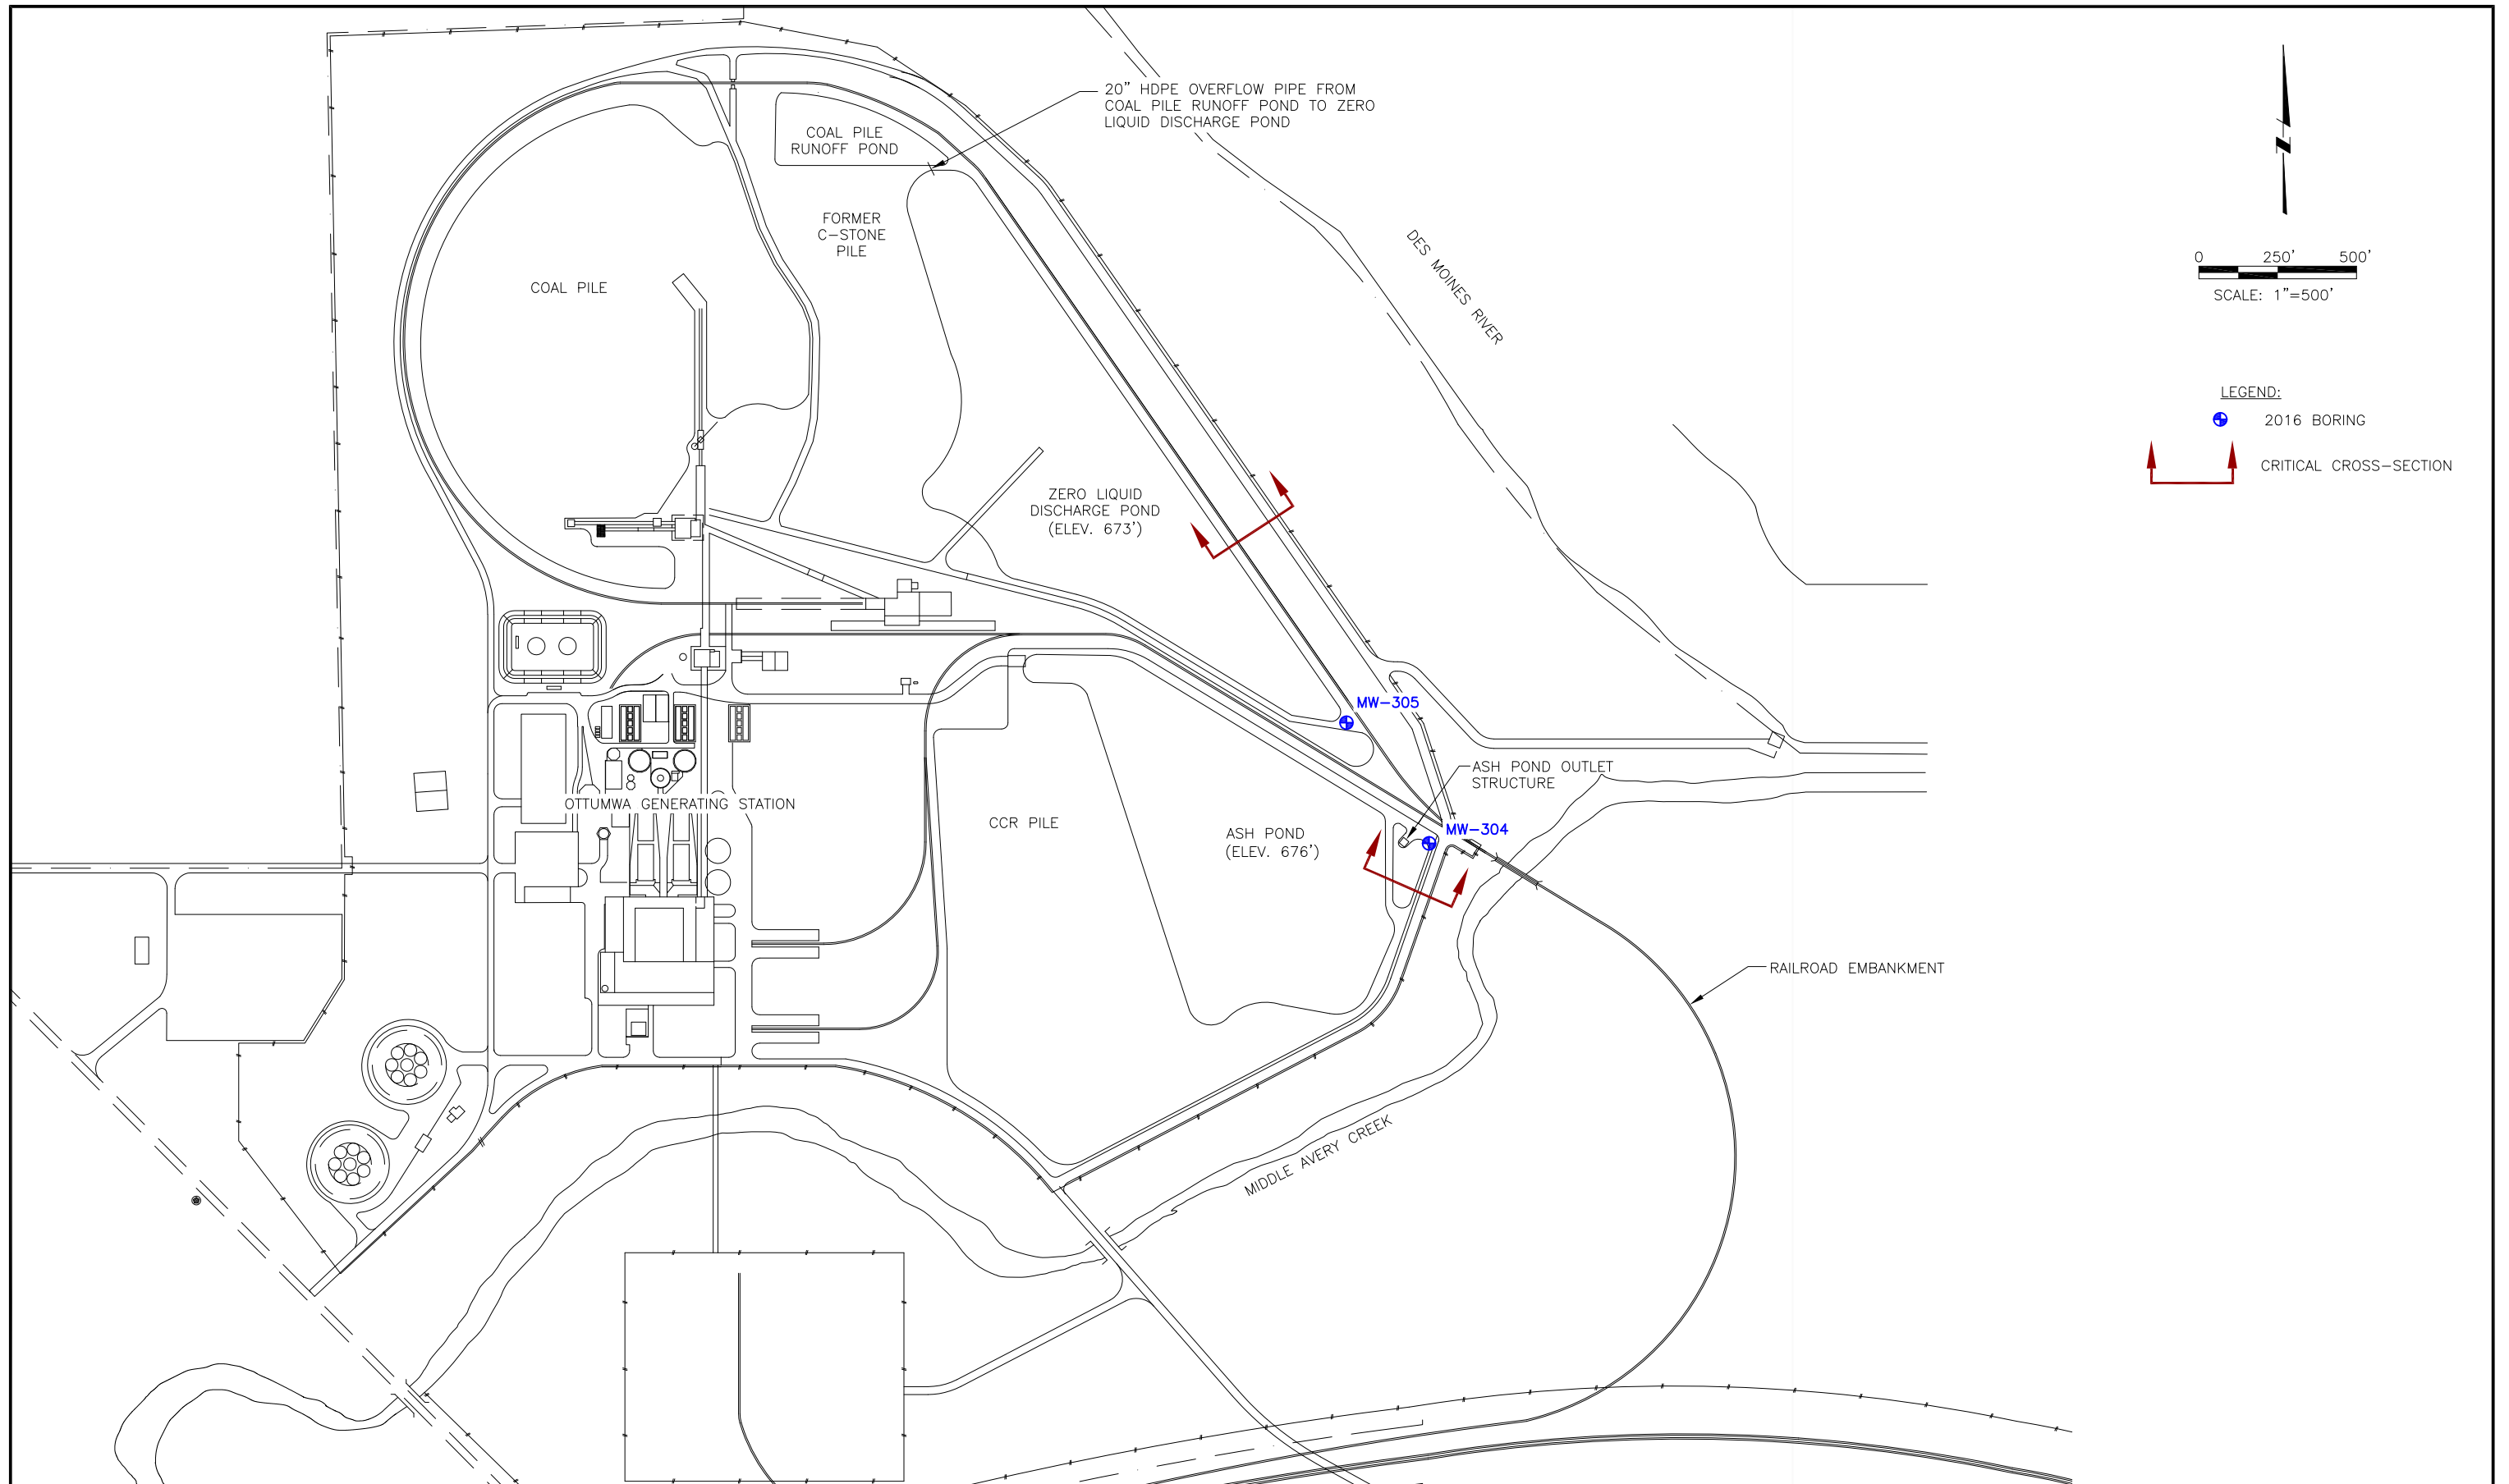 20" HDPE OVERFLOW PIPE FROM
COAL PILE RUNOFF POND TO ZERO
LIQUID DISCHARGE POND
COAL PILE
RUNOFF POND
FORMER
C-STONE
PILE
COAL PILE
DES MOINES RIVER
N
0 250' 500'
SCALE: 1"=500'
LEGEND:
2016 BORING
CRITICAL CROSS-SECTION
ZERO LIQUID
DISCHARGE POND
(ELEV. 673')
MW-305
ASH POND OUTLET
STRUCTURE
OTTUMWA GENERATING STATION
CCR PILE
ASH POND
(ELEV. 676')
MW-304
RAILROAD EMBANKMENT
MIDDLE AVERY CREEK